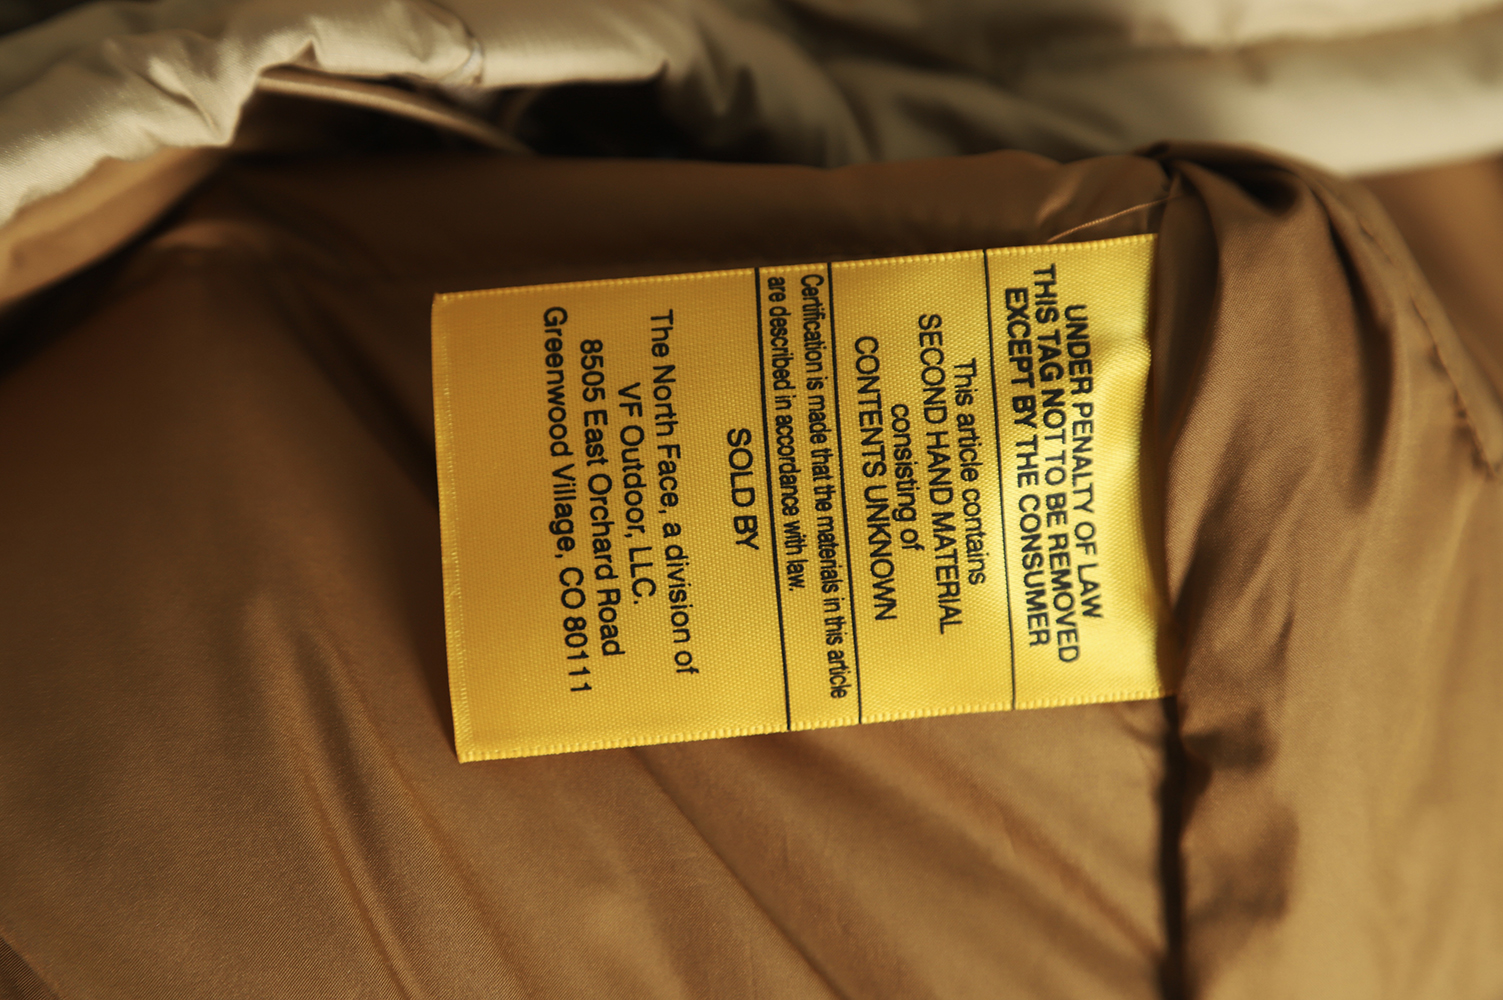 UNDER PENALTY OF LAW
THIS TAG NOT TO BE REMOVED
EXCEPT BY THE CONSUMER
This article contains
SECOND HAND MATERIAL
consisting of
CONTENTS UNKNOWN
Certification is made that the materials in this article
are described in accordance with law.
SOLD BY
The North Face, a division of
VF Outdoor, LLC.
8505 East Orchard Road
Greenwood Village, CO 80111